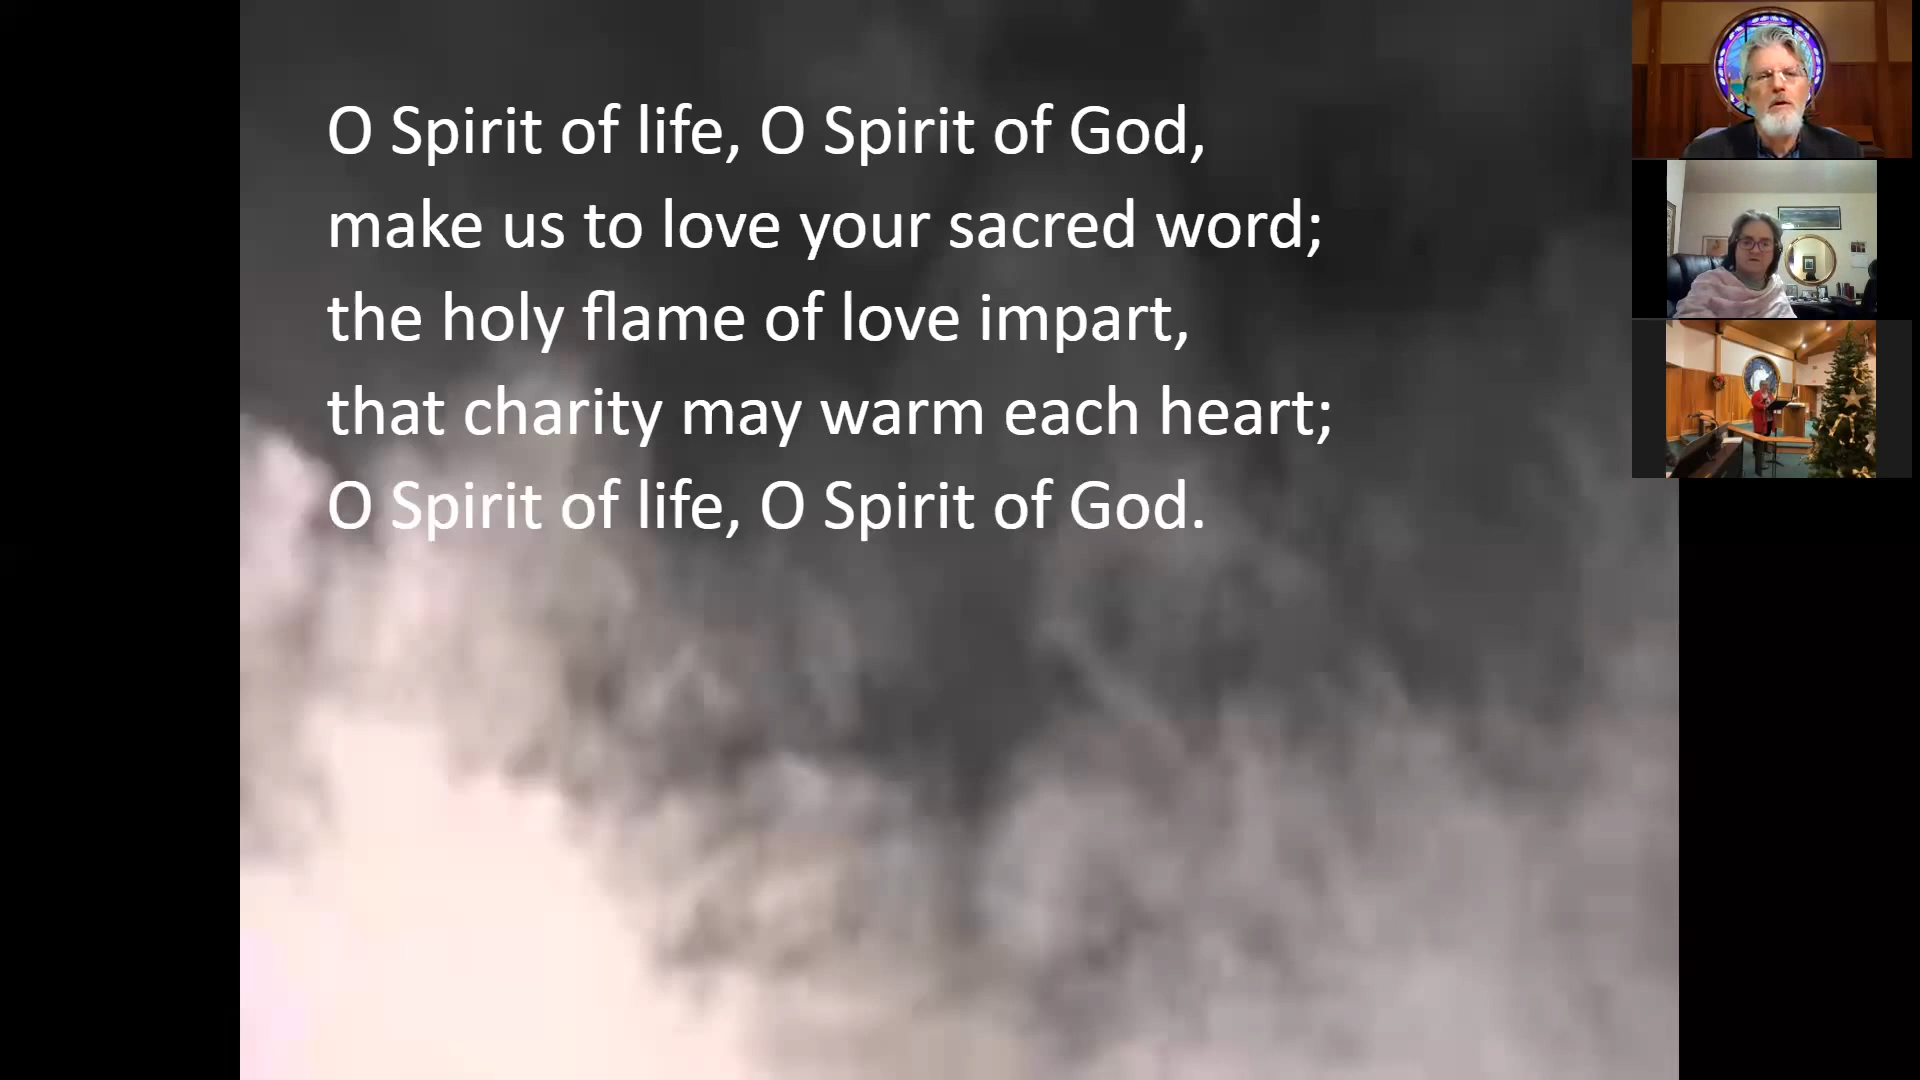 O Spirit of life, O Spirit of God,
make us to love your sacred word;
the holy flame of love impart,
that charity may warm each heart;
O Spirit of life, O Spirit of God.